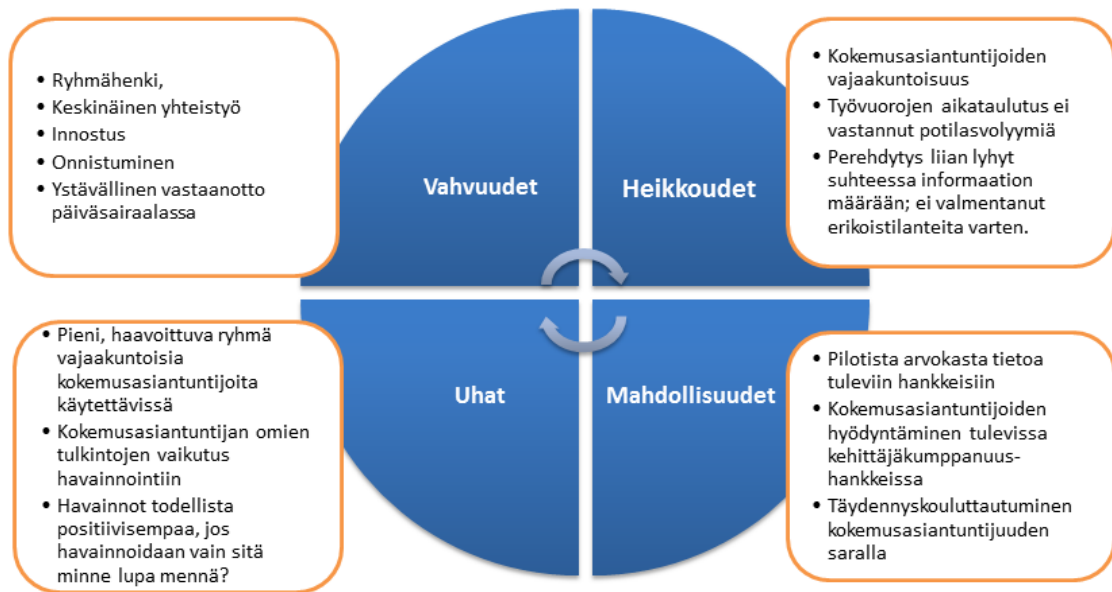 • Ryhmähenki,
• Keskinäinen yhteistyö
• Innostus
• Onnistuminen
• Ystävällinen vastaanotto
päiväsairaalassa
Vahvuudet
Heikkoudet
• Kokemusasiantuntijoiden
vajaakuntoisuus
• Työvuorojen aikataulutus ei
vastannut potilasvolyymiä
• Perehdytys liian lyhyt
suhteessa informaation
määrään; ei valmentanut
erikoistilanteita varten.
• Pieni, haavoittuva ryhmä
vajaakuntoisia
kokemusasiantuntijoita
käytettävissä
• Kokemusasiantuntijan omien
tulkintojen vaikutus
havainnointiin
• Havainnot todellista
positiivisempaa, jos
havainnoidaan vain sitä
minne lupa mennä?
Uhat
Mahdollisuudet
• Pilotista arvokasta tietoa
tuleviin hankkeisiin
• Kokemusasiantuntijoiden
hyödyntäminen tulevissa
kehittäjäkumppanuus-
hankkeissa
• Täydennyskouluttautuminen
kokemusasiantuntijuuden
saralla